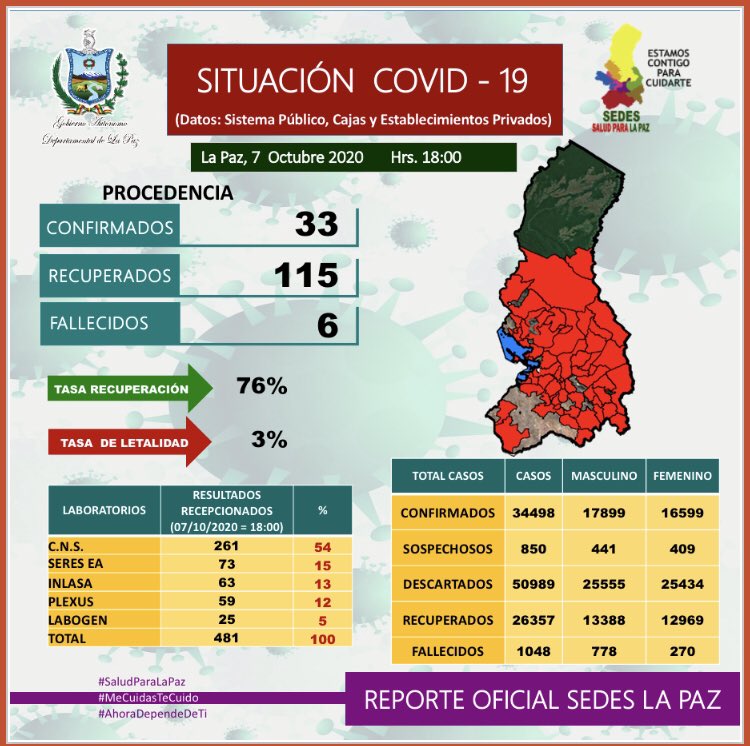 Gobierno Autónomo
Departamental de La Paz
SITUACIÓN COVID - 19
(Datos: Sistema Público, Cajas y Establecimientos Privados)
ESTAMOS
CONTIGO
PARA
CUIDARTE
SEDES
SALUD PARA LA PAZ
La Paz, 7 Octubre 2020 Hrs. 18:00
PROCEDENCIA
CONFIRMADOS 33
RECUPERADOS 115
FALLECIDOS 6
TASA RECUPERACIÓN 76%
TASA DE LETALIDAD 3%
LABORATORIOS RESULTADOS RECEPCIONADOS (07/10/2020 = 18:00) %
C.N.S. 261 54
SERES EA 73 15
INLASA 63 13
PLEXUS 59 12
LABOGEN 25 5
TOTAL 481 100
TOTAL CASOS CASOS MASCULINO FEMENINO
CONFIRMADOS 34498 17899 16599
SOSPECHOSOS 850 441 409
DESCARTADOS 50989 25555 25434
RECUPERADOS 26357 13388 12969
FALLECIDOS 1048 778 270
#SaludParaLaPaz
#MeCuidasTeCuido
#AhoraDependeDeTi
REPORTE OFICIAL SEDES LA PAZ